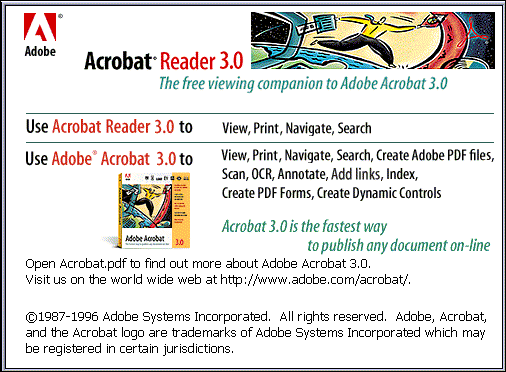 Adobe
Acrobat® Reader 3.0
The free viewing companion to Adobe Acrobat 3.0
Use Acrobat Reader 3.0 to
View, Print, Navigate, Search
Use Adobe® Acrobat 3.0 to
View, Print, Navigate, Search, Create Adobe PDF files,
Scan, OCR, Annotate, Add links, Index,
Create PDF Forms, Create Dynamic Controls
Adobe Acrobat 3.0
Acrobat 3.0 is the fastest way
to publish any document on-line
Open Acrobat.pdf to find out more about Adobe Acrobat 3.0.
Visit us on the world wide web at http://www.adobe.com/acrobat/.
©1987-1996 Adobe Systems Incorporated. All rights reserved. Adobe, Acrobat,
and the Acrobat logo are trademarks of Adobe Systems Incorporated which may
be registered in certain jurisdictions.